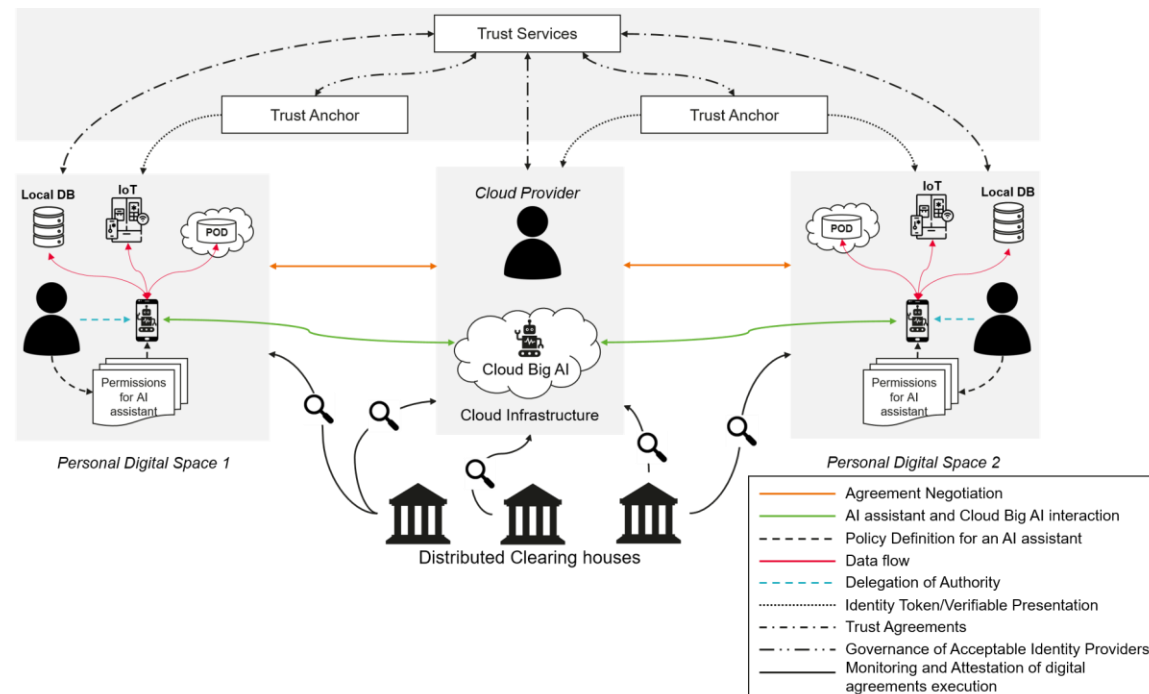 Trust Services
Trust Anchor
Trust Anchor
Local DB
IoT
POD
Cloud Provider
IoT
Local DB
POD
Cloud Big AI
Cloud Infrastructure
Permissions
for AI
assistant
Permissions
for AI
assistant
Personal Digital Space 1
Personal Digital Space 2
Distributed Clearing houses
Agreement Negotiation
AI assistant and Cloud Big AI interaction
Policy Definition for an AI assistant
Data flow
Delegation of Authority
Identity Token/Verifiable Presentation
Trust Agreements
Governance of Acceptable Identity Providers
Monitoring and Attestation of digital
agreements execution